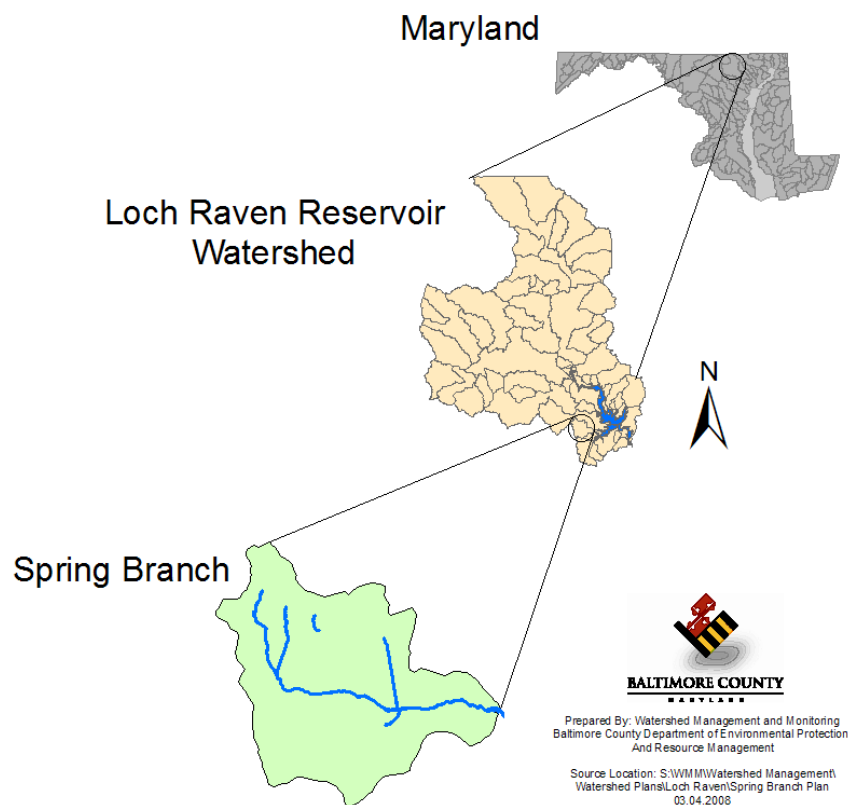 Maryland
Loch Raven Reservoir
Watershed
N
Spring Branch
BALTIMORE COUNTY
MARYLAND
Prepared By: Watershed Management and Monitoring
Baltimore County Department of Environmental Protection
And Resource Management
Source Location: S:\WMM\Watershed Management\
Watershed Plans\Loch Raven\Spring Branch Plan
03.04.2008